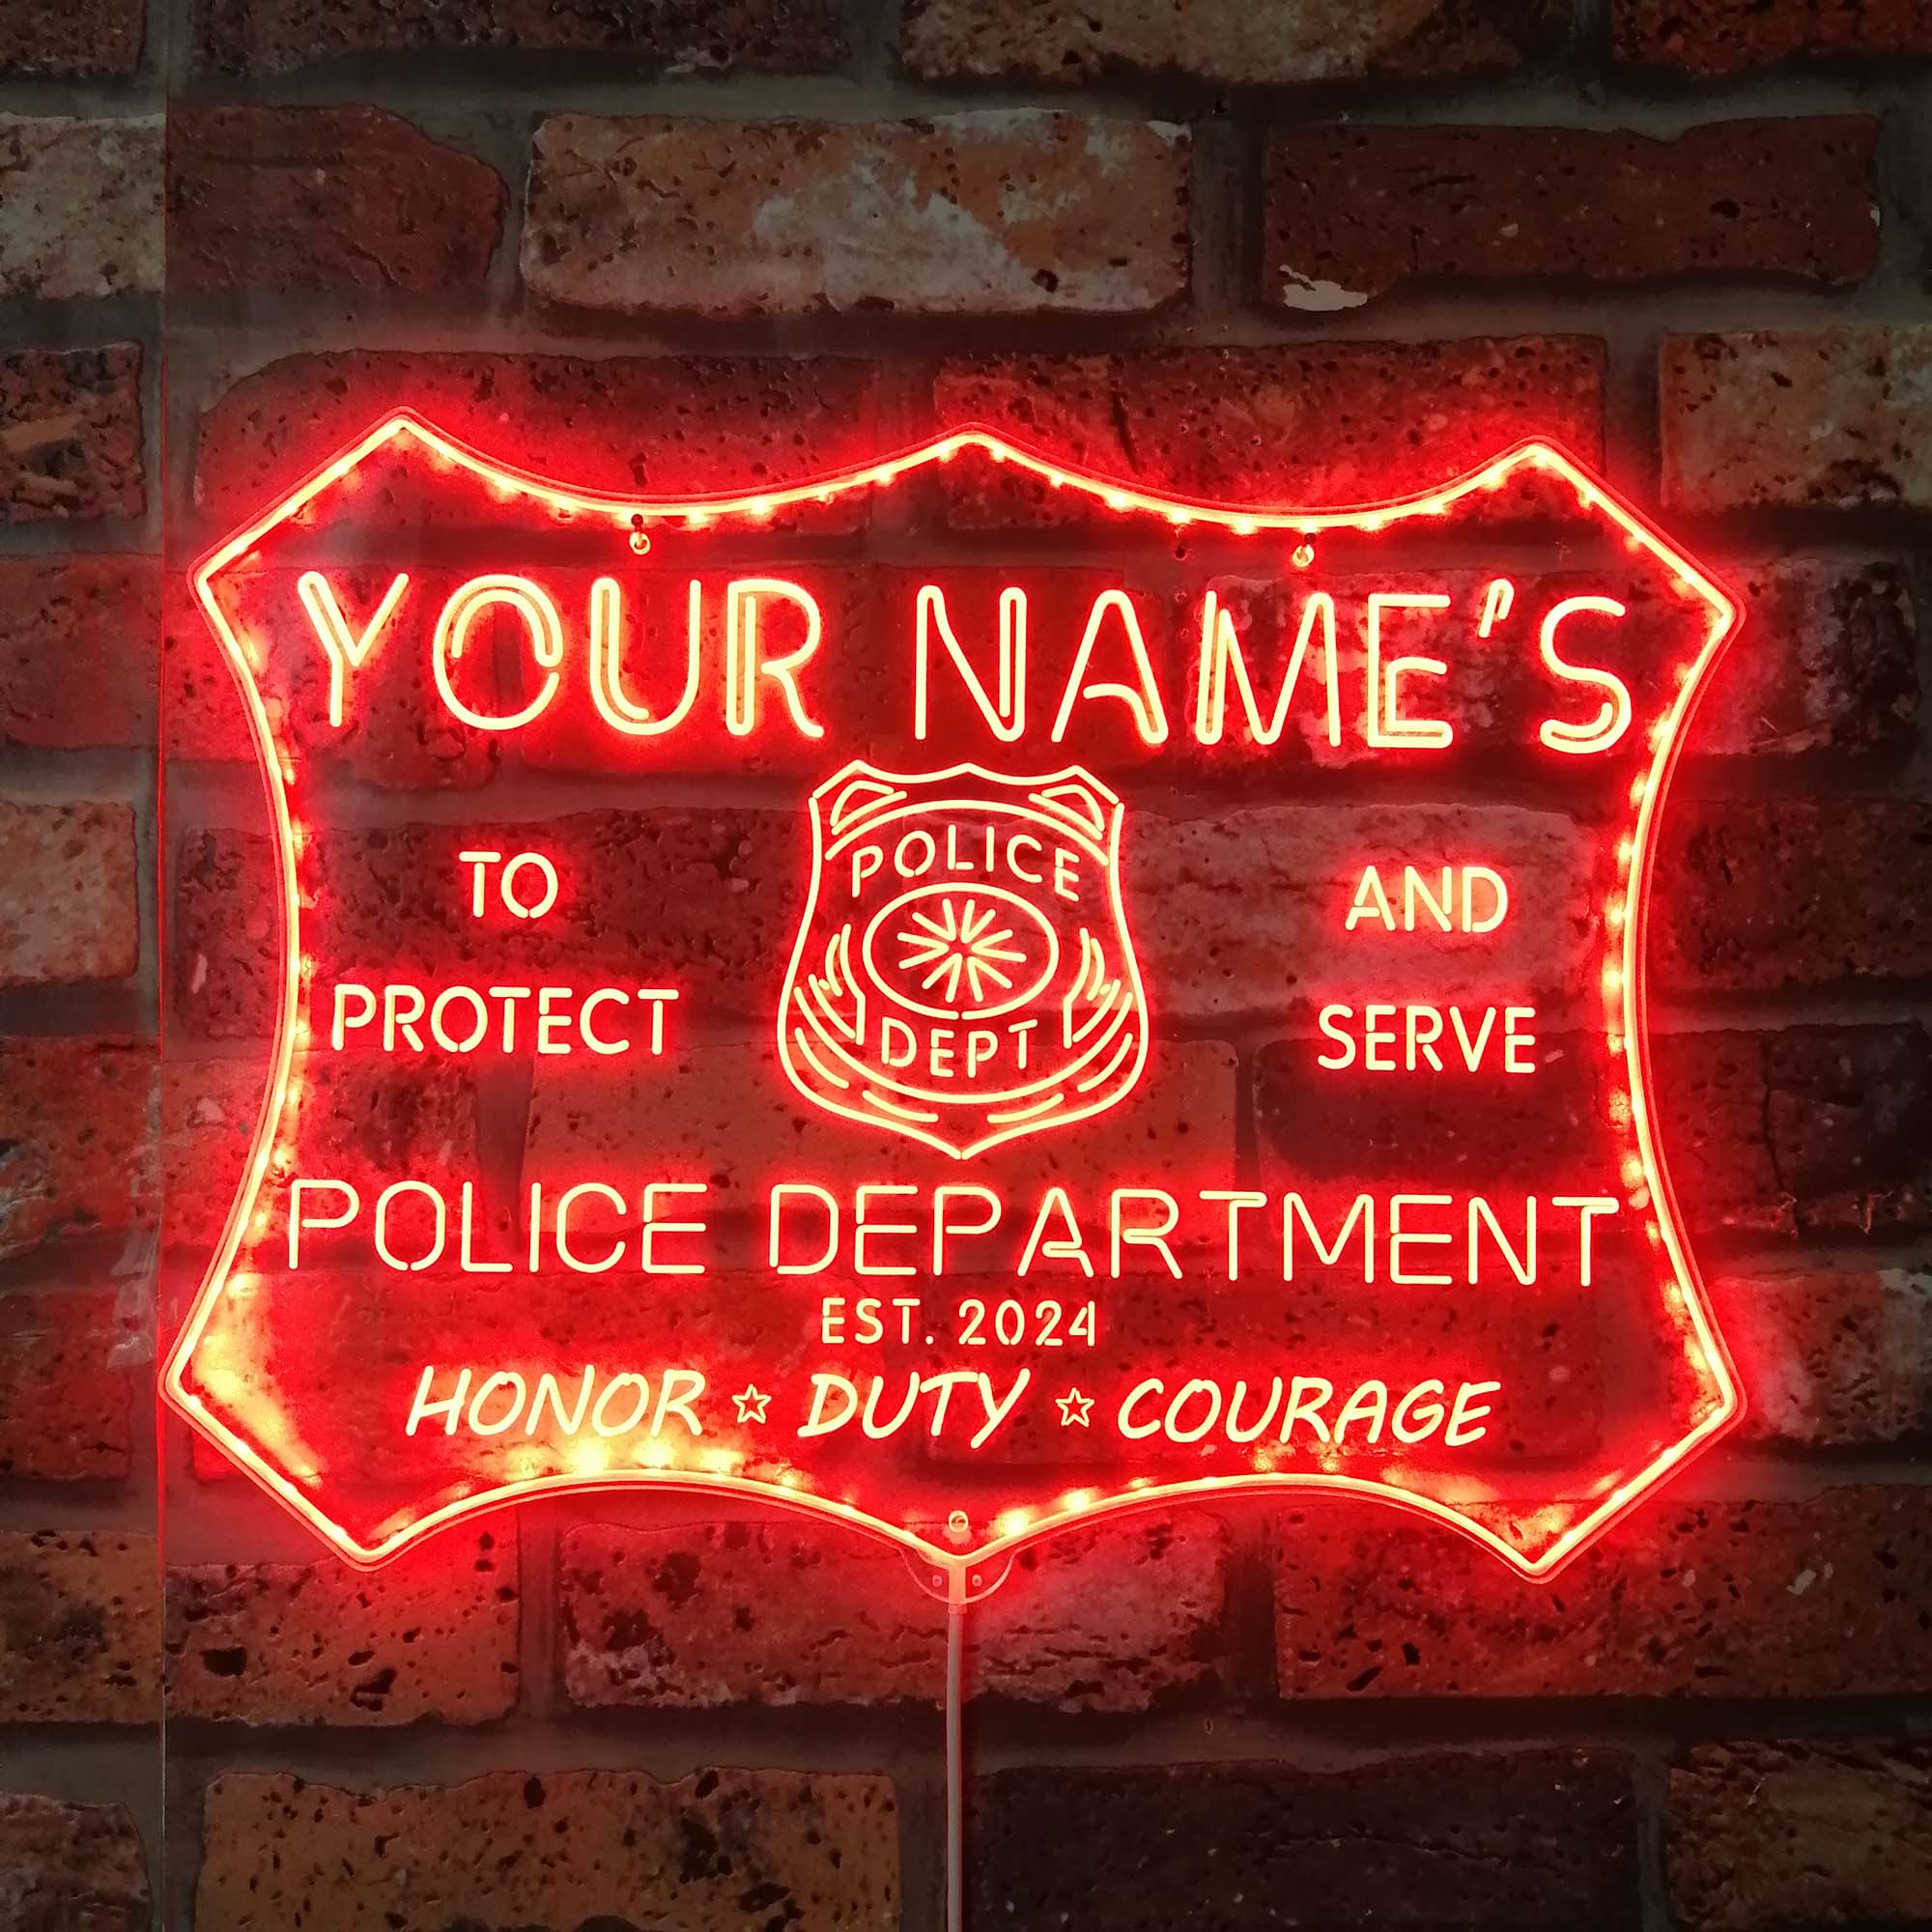 YOUR NAME'S
TO
PROTECT
POLICE
DEPT
AND
SERVE
POLICE DEPARTMENT
EST. 2024
HONOR ☆ DUTY ☆ COURAGE